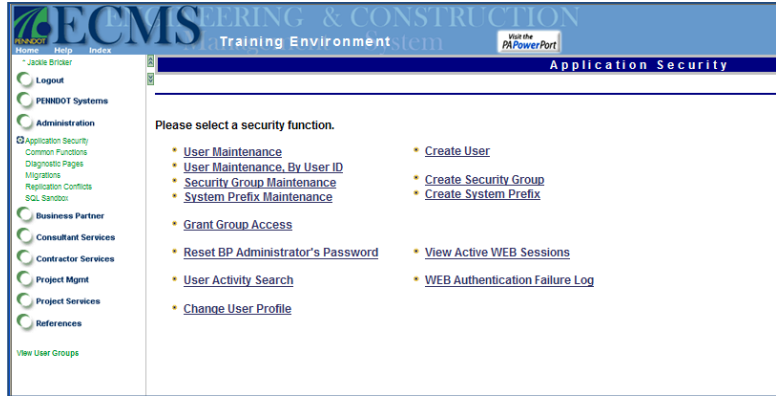 ENGINEERING & CONSTRUCTION
ECMS
Management System
Training Environment
PENNDOT
Visit the
PAPowerPort
Home Help Index
* Jackie Bricker
Application Security
Logout
PENNDOT Systems
Administration
Application Security
Common Functions
Diagnostic Pages
Migrations
Replication Conflicts
SQL Sandbox
Business Partner
Consultant Services
Contractor Services
Project Mgmt
Project Services
References
View User Groups
Please select a security function.
* User Maintenance
* Create User
* User Maintenance, By User ID
* Security Group Maintenance
* Create Security Group
* System Prefix Maintenance
* Create System Prefix
* Grant Group Access
* Reset BP Administrator's Password
* View Active WEB Sessions
* User Activity Search
* WEB Authentication Failure Log
* Change User Profile